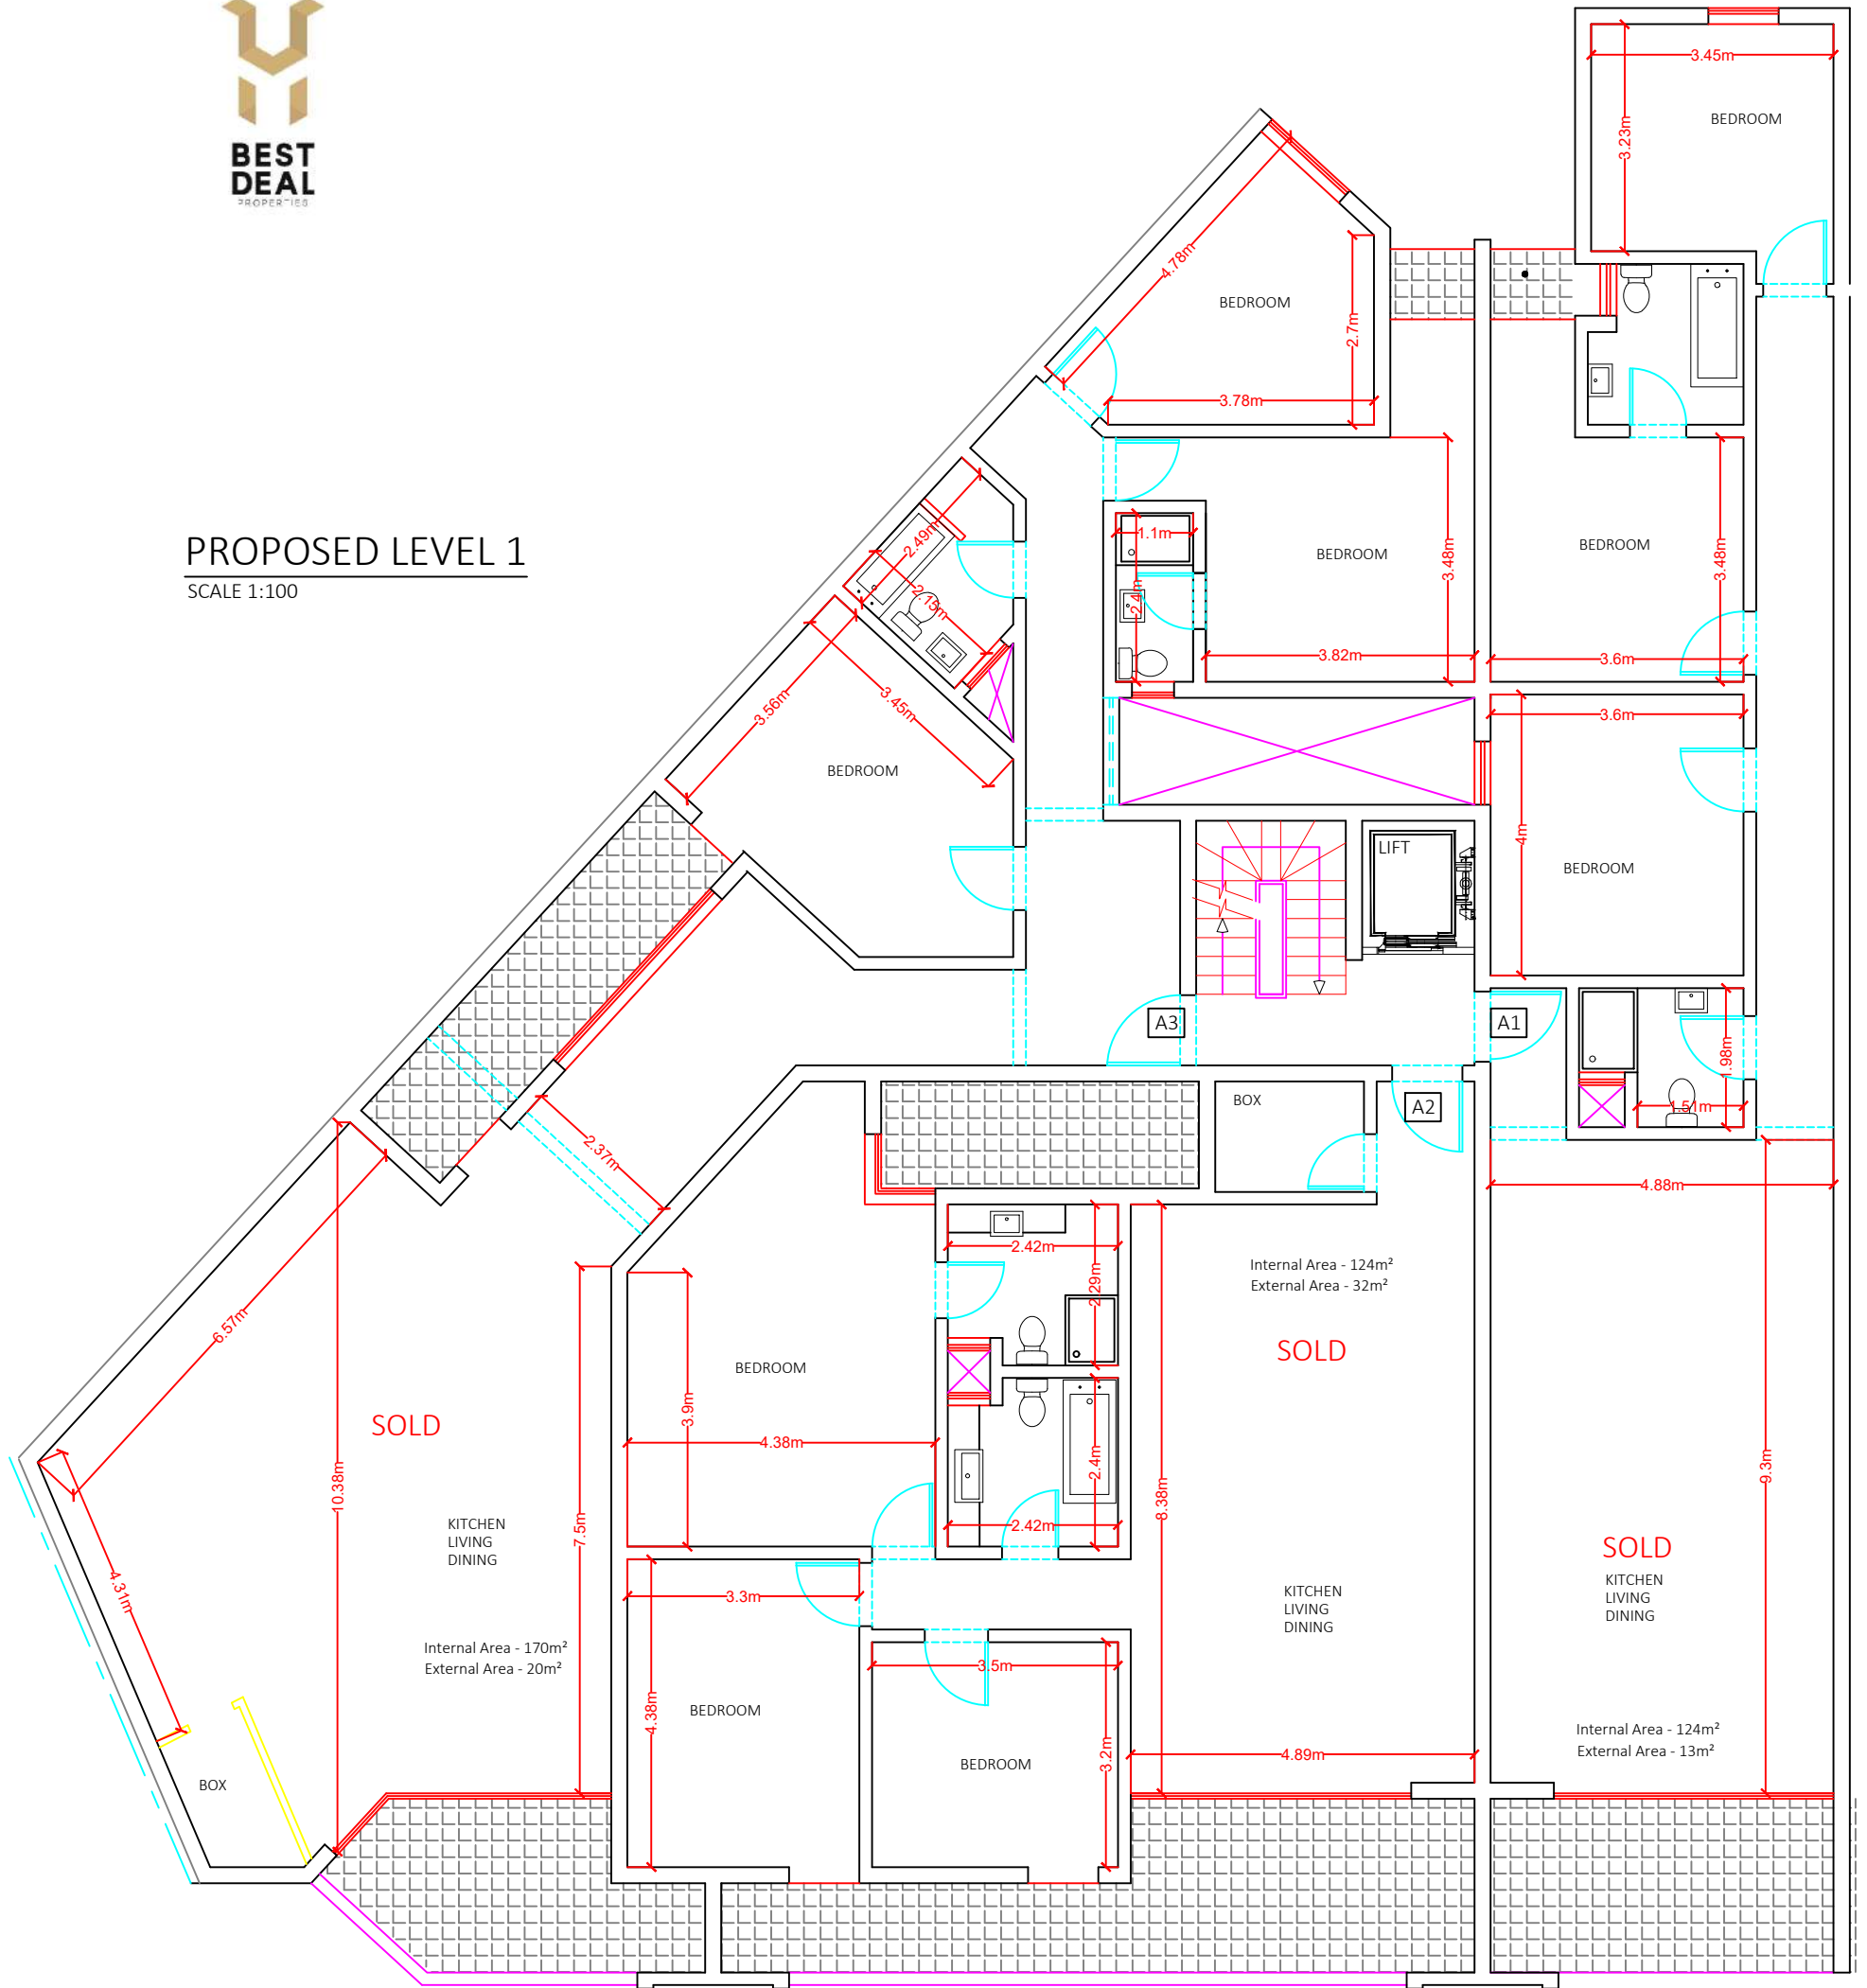 BEST
DEAL
PROPERTIES
PROPOSED LEVEL 1
SCALE 1:100
3.45m
3.23m
BEDROOM
4.78m
BEDROOM
2.7m
3.78m
2.49m
2.15m
1.1m
2.4m
BEDROOM
3.48m
3.82m
BEDROOM
3.48m
3.6m
3.56m
3.45m
BEDROOM
3.6m
4m
BEDROOM
LIFT
A3
A1
1.98m
1.51m
A2
BOX
2.37m
4.88m
6.57m
2.42m
2.29m
Internal Area - 124m²
External Area - 32m²
SOLD
BEDROOM
3.9m
4.38m
SOLD
10.38m
7.5m
2.4m
2.42m
8.38m
9.3m
KITCHEN
LIVING
DINING
SOLD
KITCHEN
LIVING
DINING
KITCHEN
LIVING
DINING
4.31m
3.3m
Internal Area - 170m²
External Area - 20m²
3.5m
4.38m
BEDROOM
3.2m
BEDROOM
4.89m
Internal Area - 124m²
External Area - 13m²
BOX